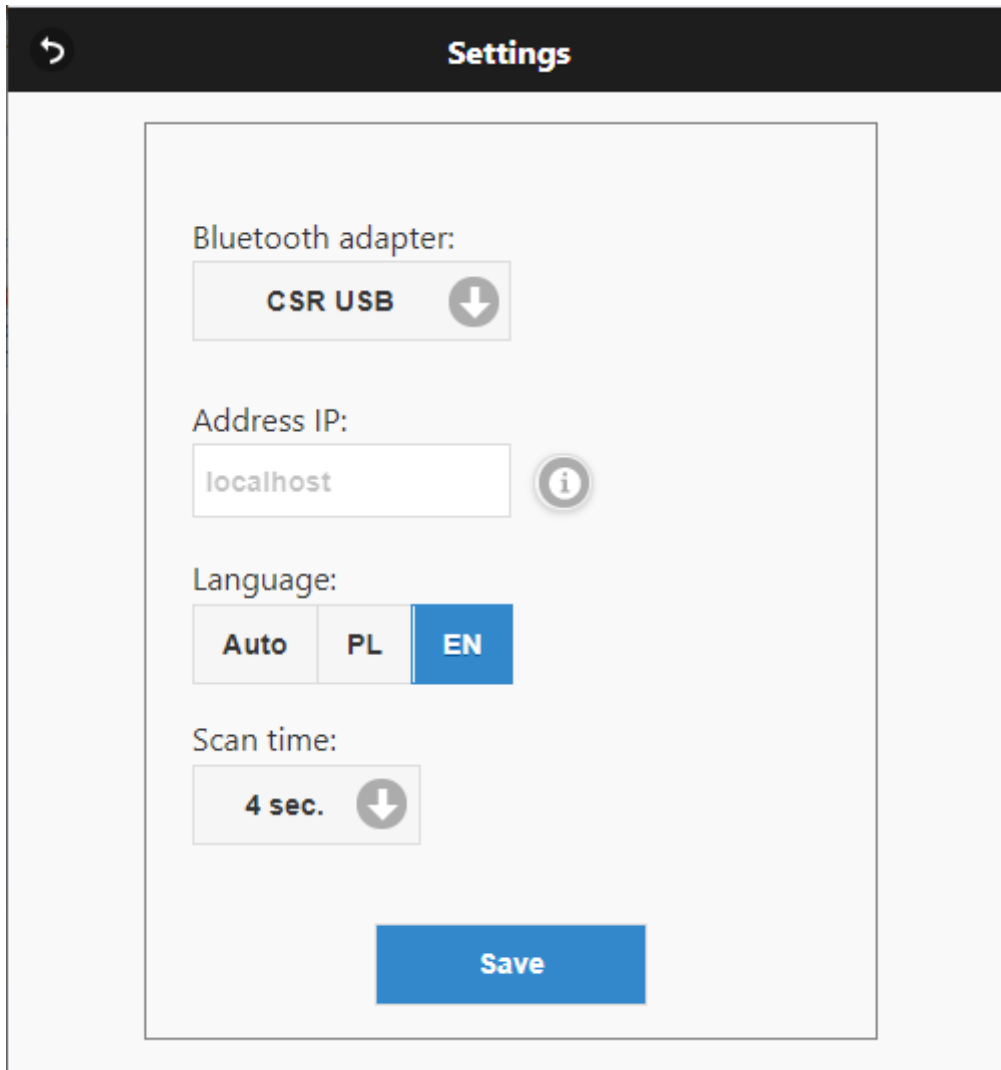 Settings
Bluetooth adapter:
CSR USB
Address IP:
localhost
Language:
Auto PL EN
Scan time:
4 sec.
Save